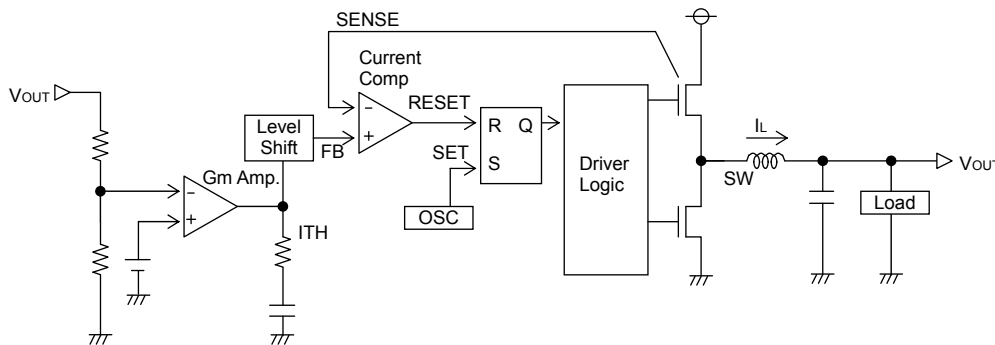 SENSE
Current
Comp
VOUT
RESET
Level
Shift
FB
R Q
S
SET
IL
Gm Amp.
Driver
Logic
SW
VOUT
Load
OSC
ITH
- +
- +